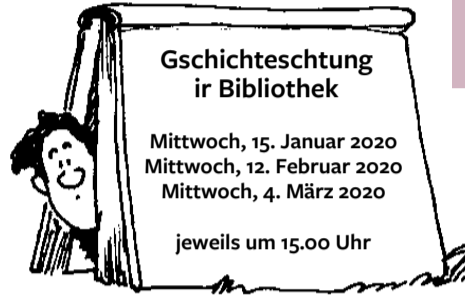 Gschichteschtung
ir Bibliothek
Mittwoch, 15. Januar 2020
Mittwoch, 12. Februar 2020
Mittwoch, 4. März 2020
jeweils um 15.00 Uhr